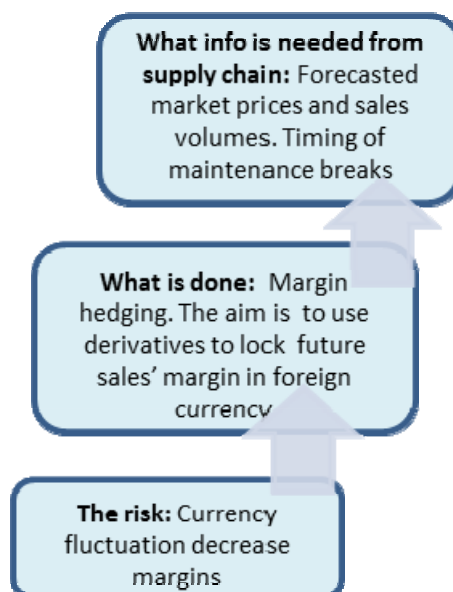 What info is needed from
supply chain: Forecasted
market prices and sales
volumes. Timing of
maintenance breaks
What is done: Margin
hedging. The aim is to use
derivatives to lock future
sales' margin in foreign
currency
The risk: Currency
fluctuation decrease
margins